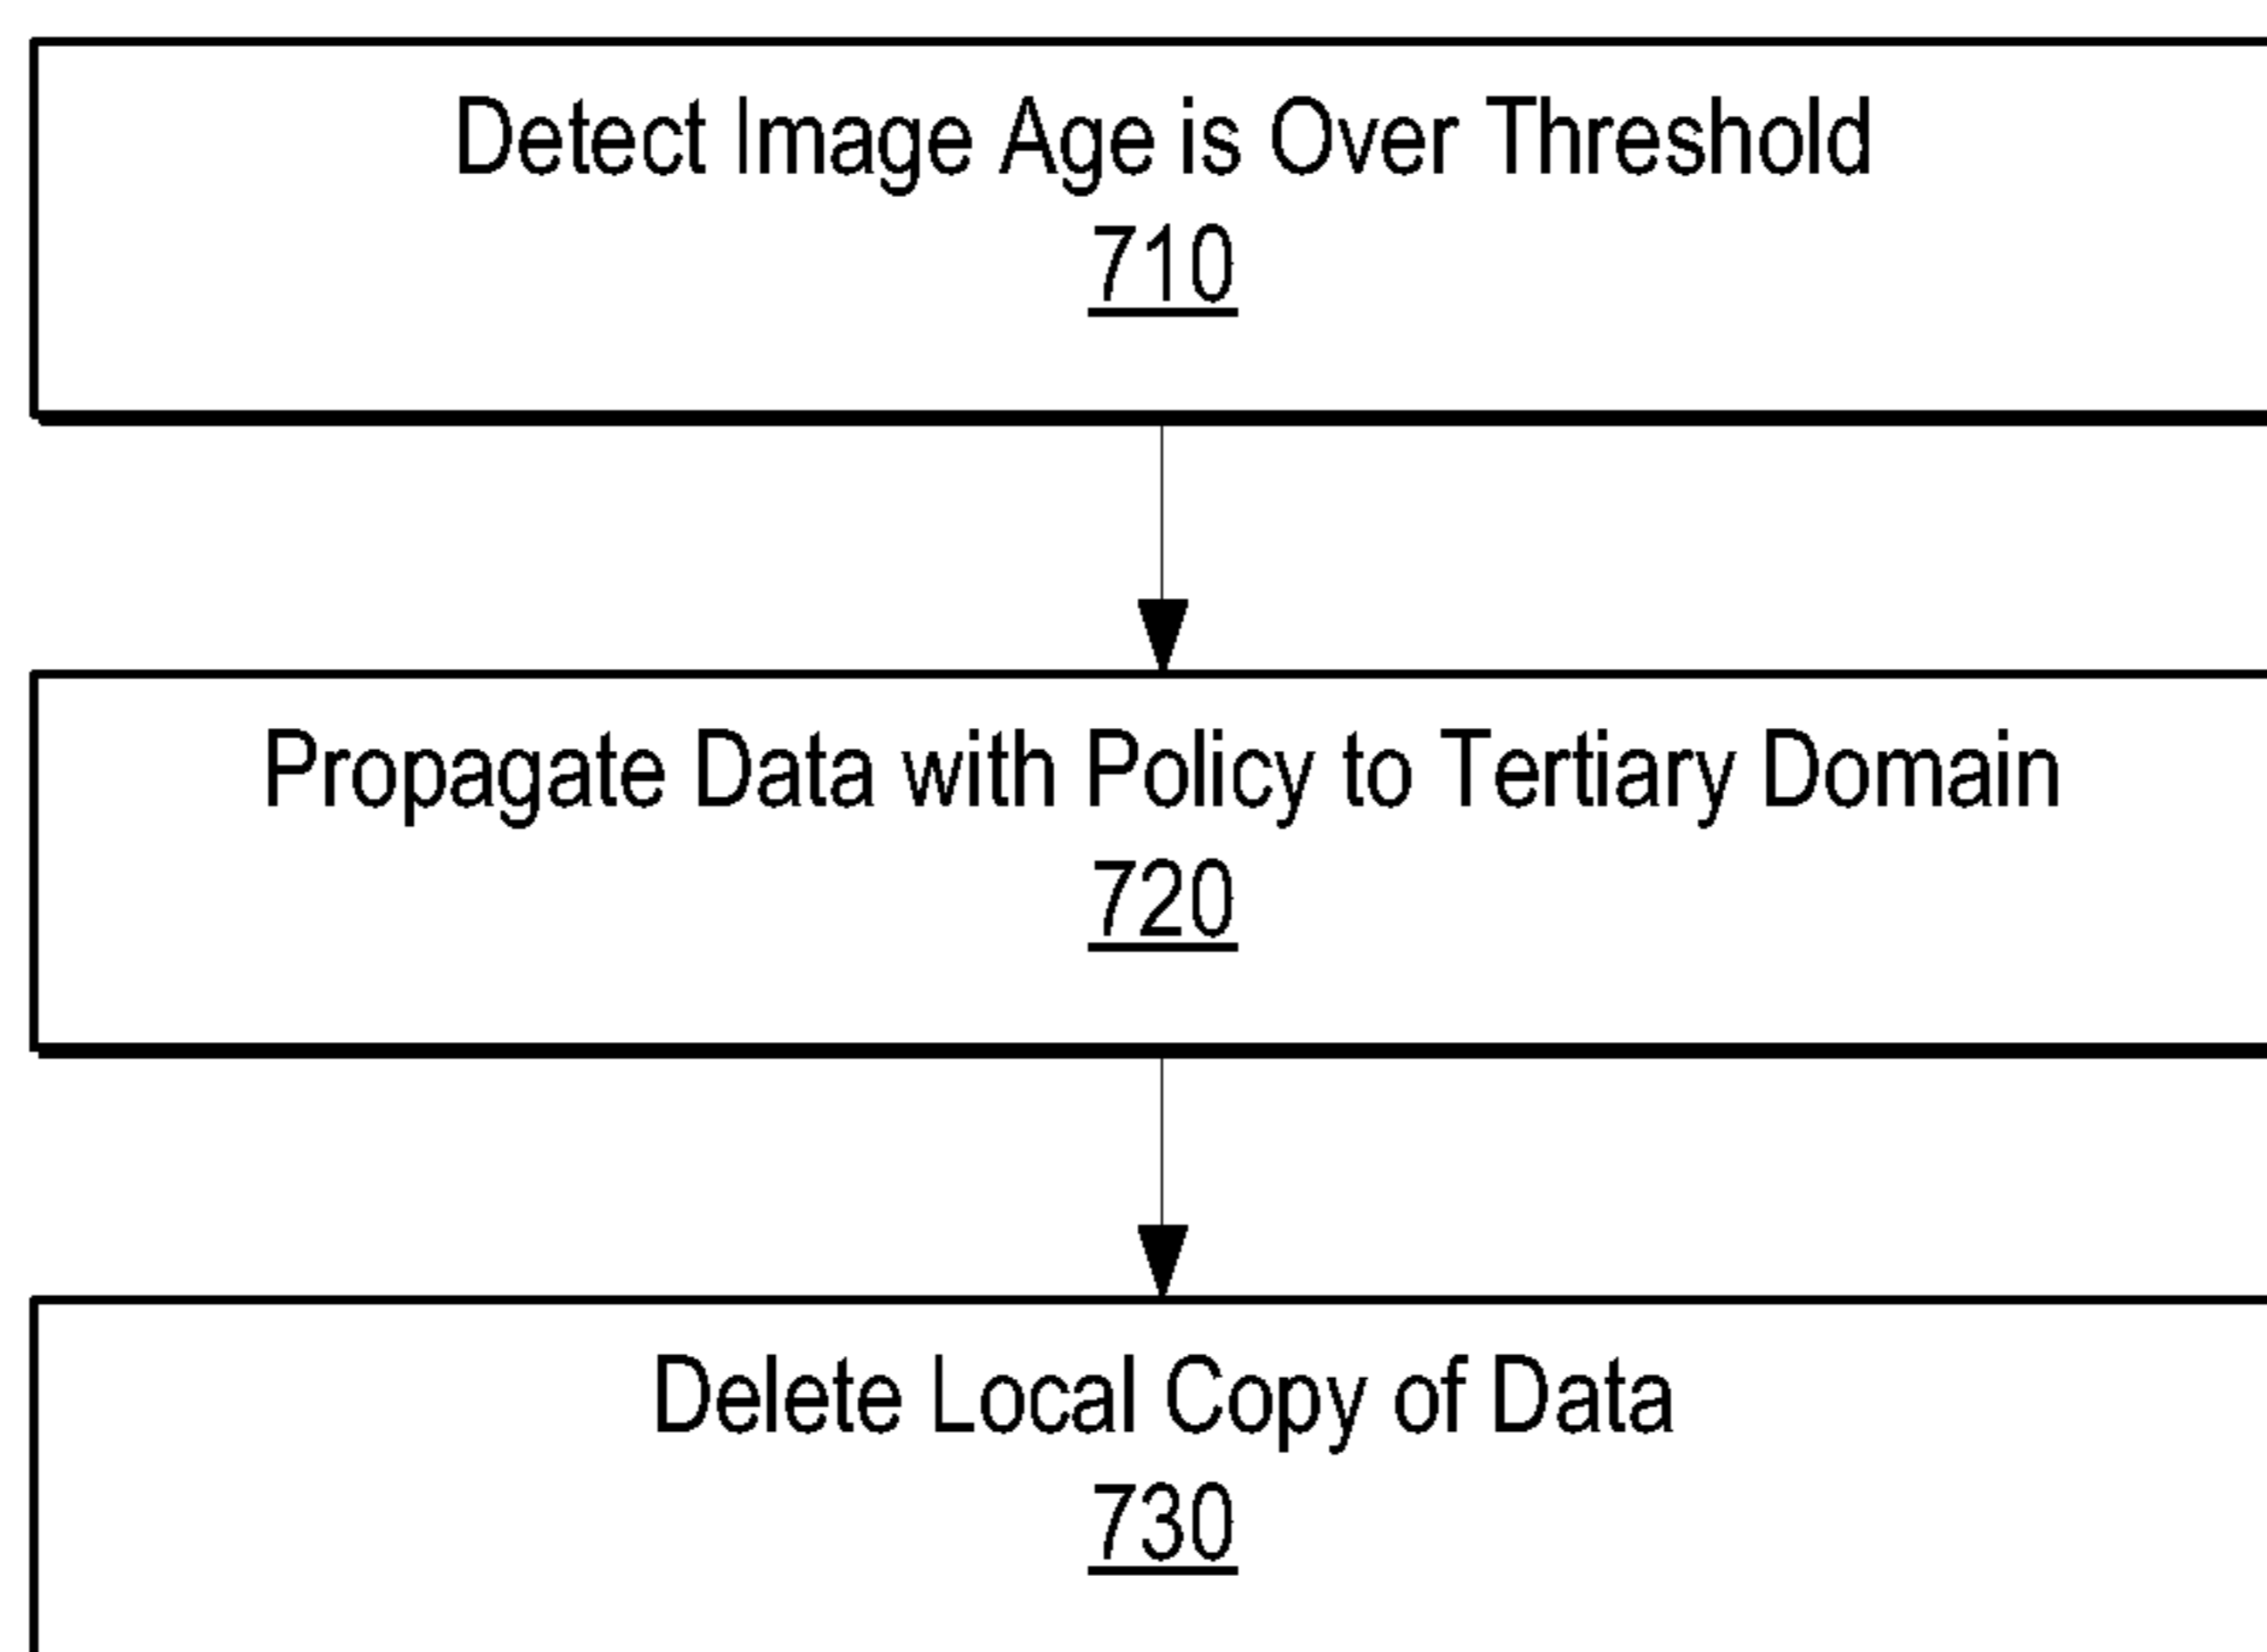 Detect Image Age is Over Threshold
710
Propagate Data with Policy to Tertiary Domain
720
Delete Local Copy of Data
730